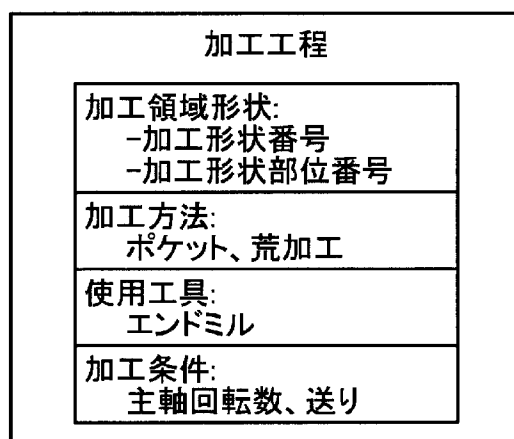 加工工程
加工領域形状:
-加工形状番号
-加工形状部位番号
加工方法:
ポケット、荒加工
使用工具:
エンドミル
加工条件:
主軸回転数、送り